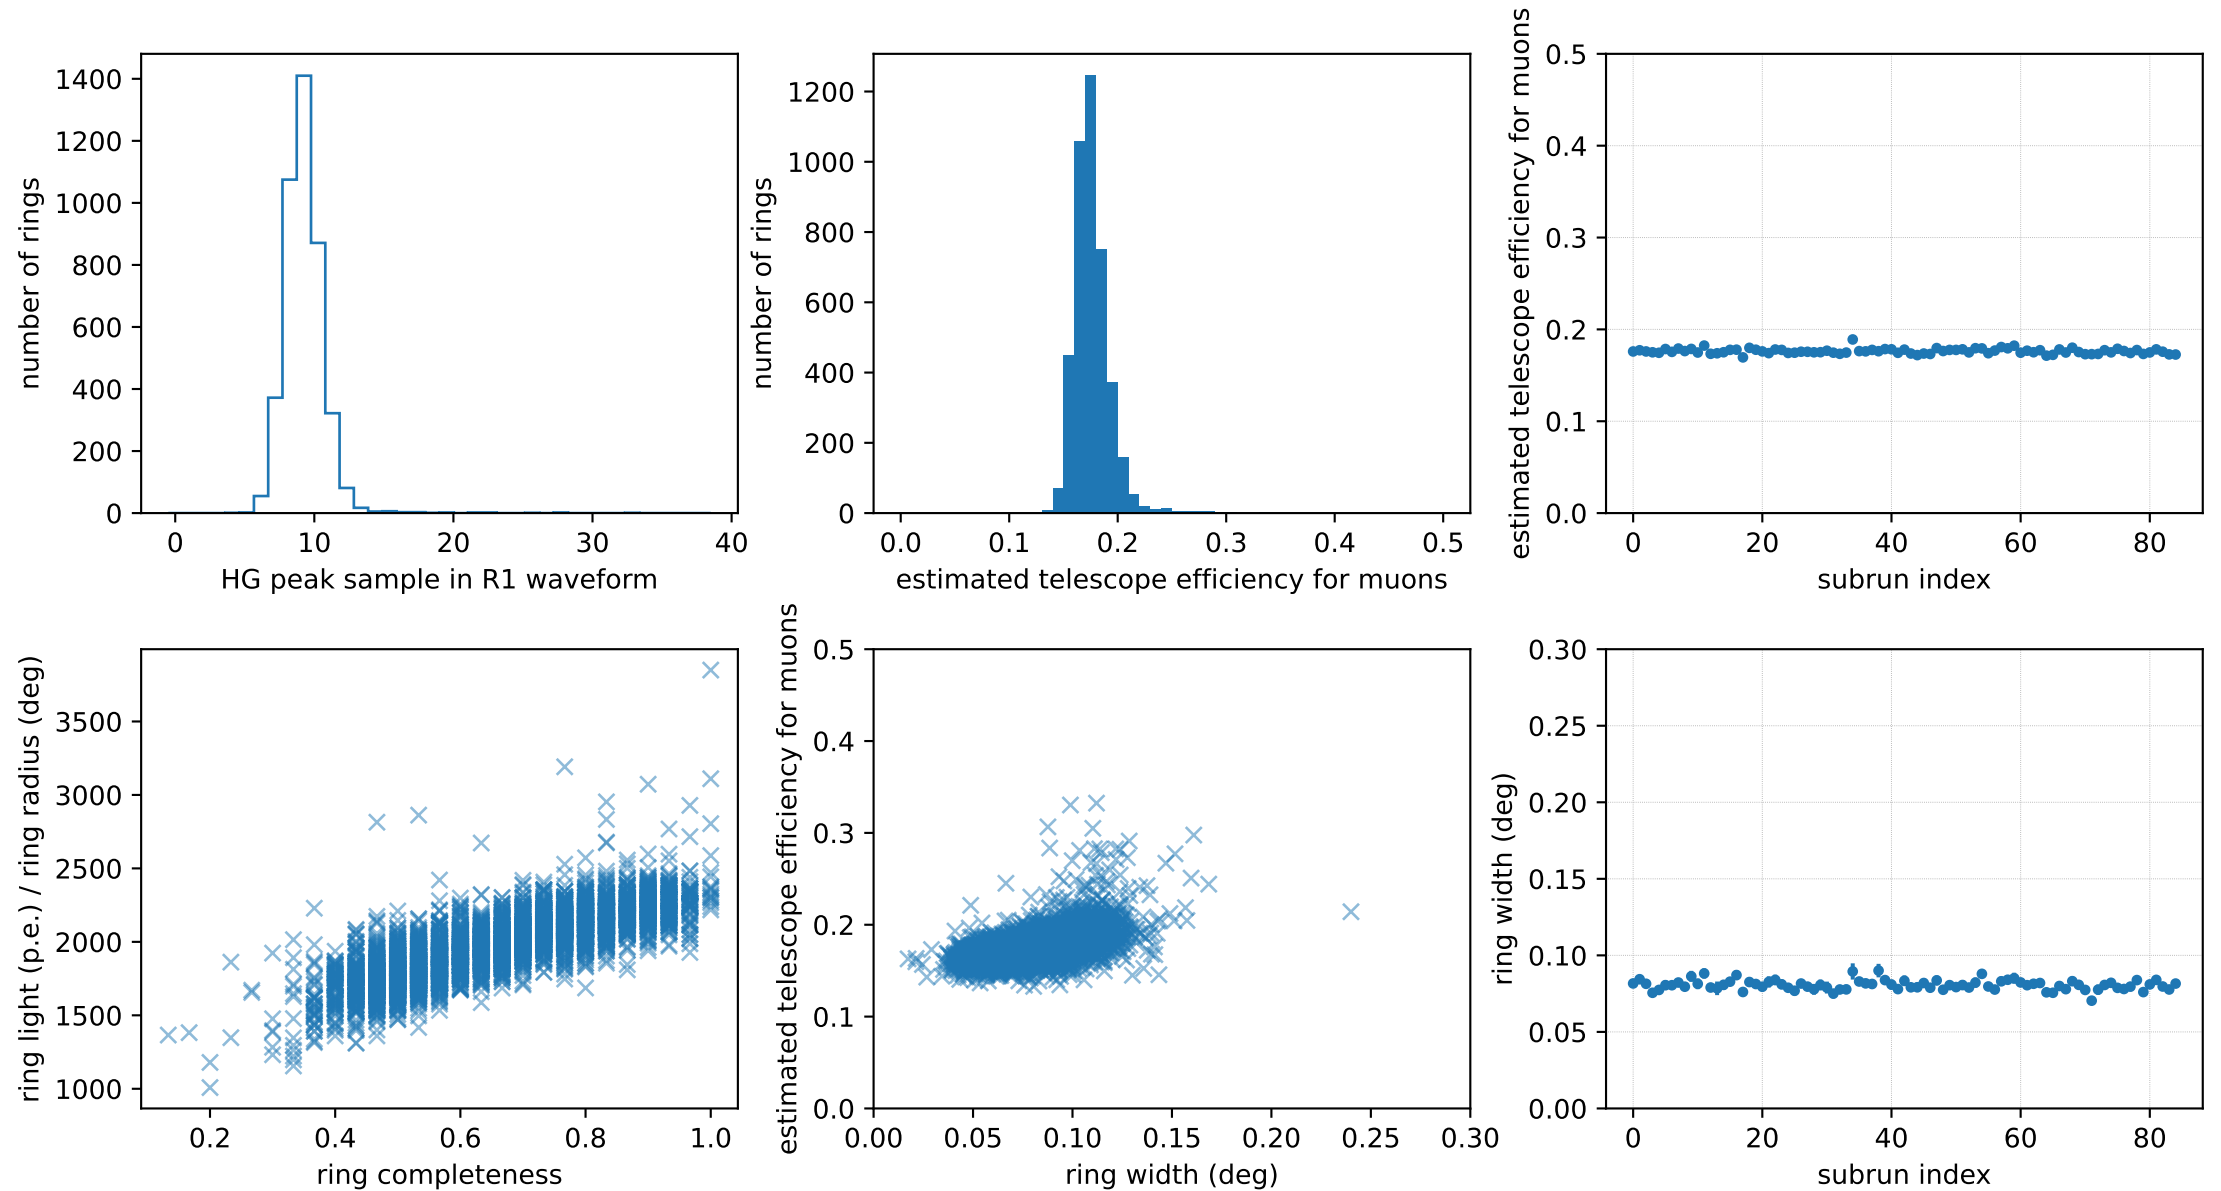 number of rings
0
200
400
600
800
1000
1200
1400
0 10 20 30 40
HG peak sample in R1 waveform
number of rings
0
200
400
600
800
1000
1200
0.0 0.1 0.2 0.3 0.4 0.5
estimated telescope efficiency for muons
estimated telescope efficiency for muons
0.0
0.1
0.2
0.3
0.4
0.5
0 20 40 60 80
subrun index
ring light (p.e.) / ring radius (deg)
1000
1500
2000
2500
3000
3500
0.2 0.4 0.6 0.8 1.0
ring completeness
estimated telescope efficiency for muons
0.0
0.1
0.2
0.3
0.4
0.5
0.00 0.05 0.10 0.15 0.20 0.25 0.30
ring width (deg)
ring width (deg)
0.00
0.05
0.10
0.15
0.20
0.25
0.30
0 20 40 60 80
subrun index